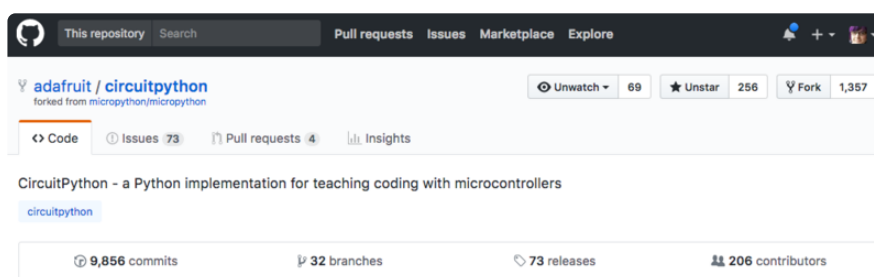 This repository Search Pull requests Issues Marketplace Explore
adafruit / circuitpython Unwatch 69 Unstar 256 Fork 1,357
forked from micropython/micropython
Code Issues 73 Pull requests 4 Insights
CircuitPython - a Python implementation for teaching coding with microcontrollers
circuitpython
9,856 commits 32 branches 73 releases 206 contributors